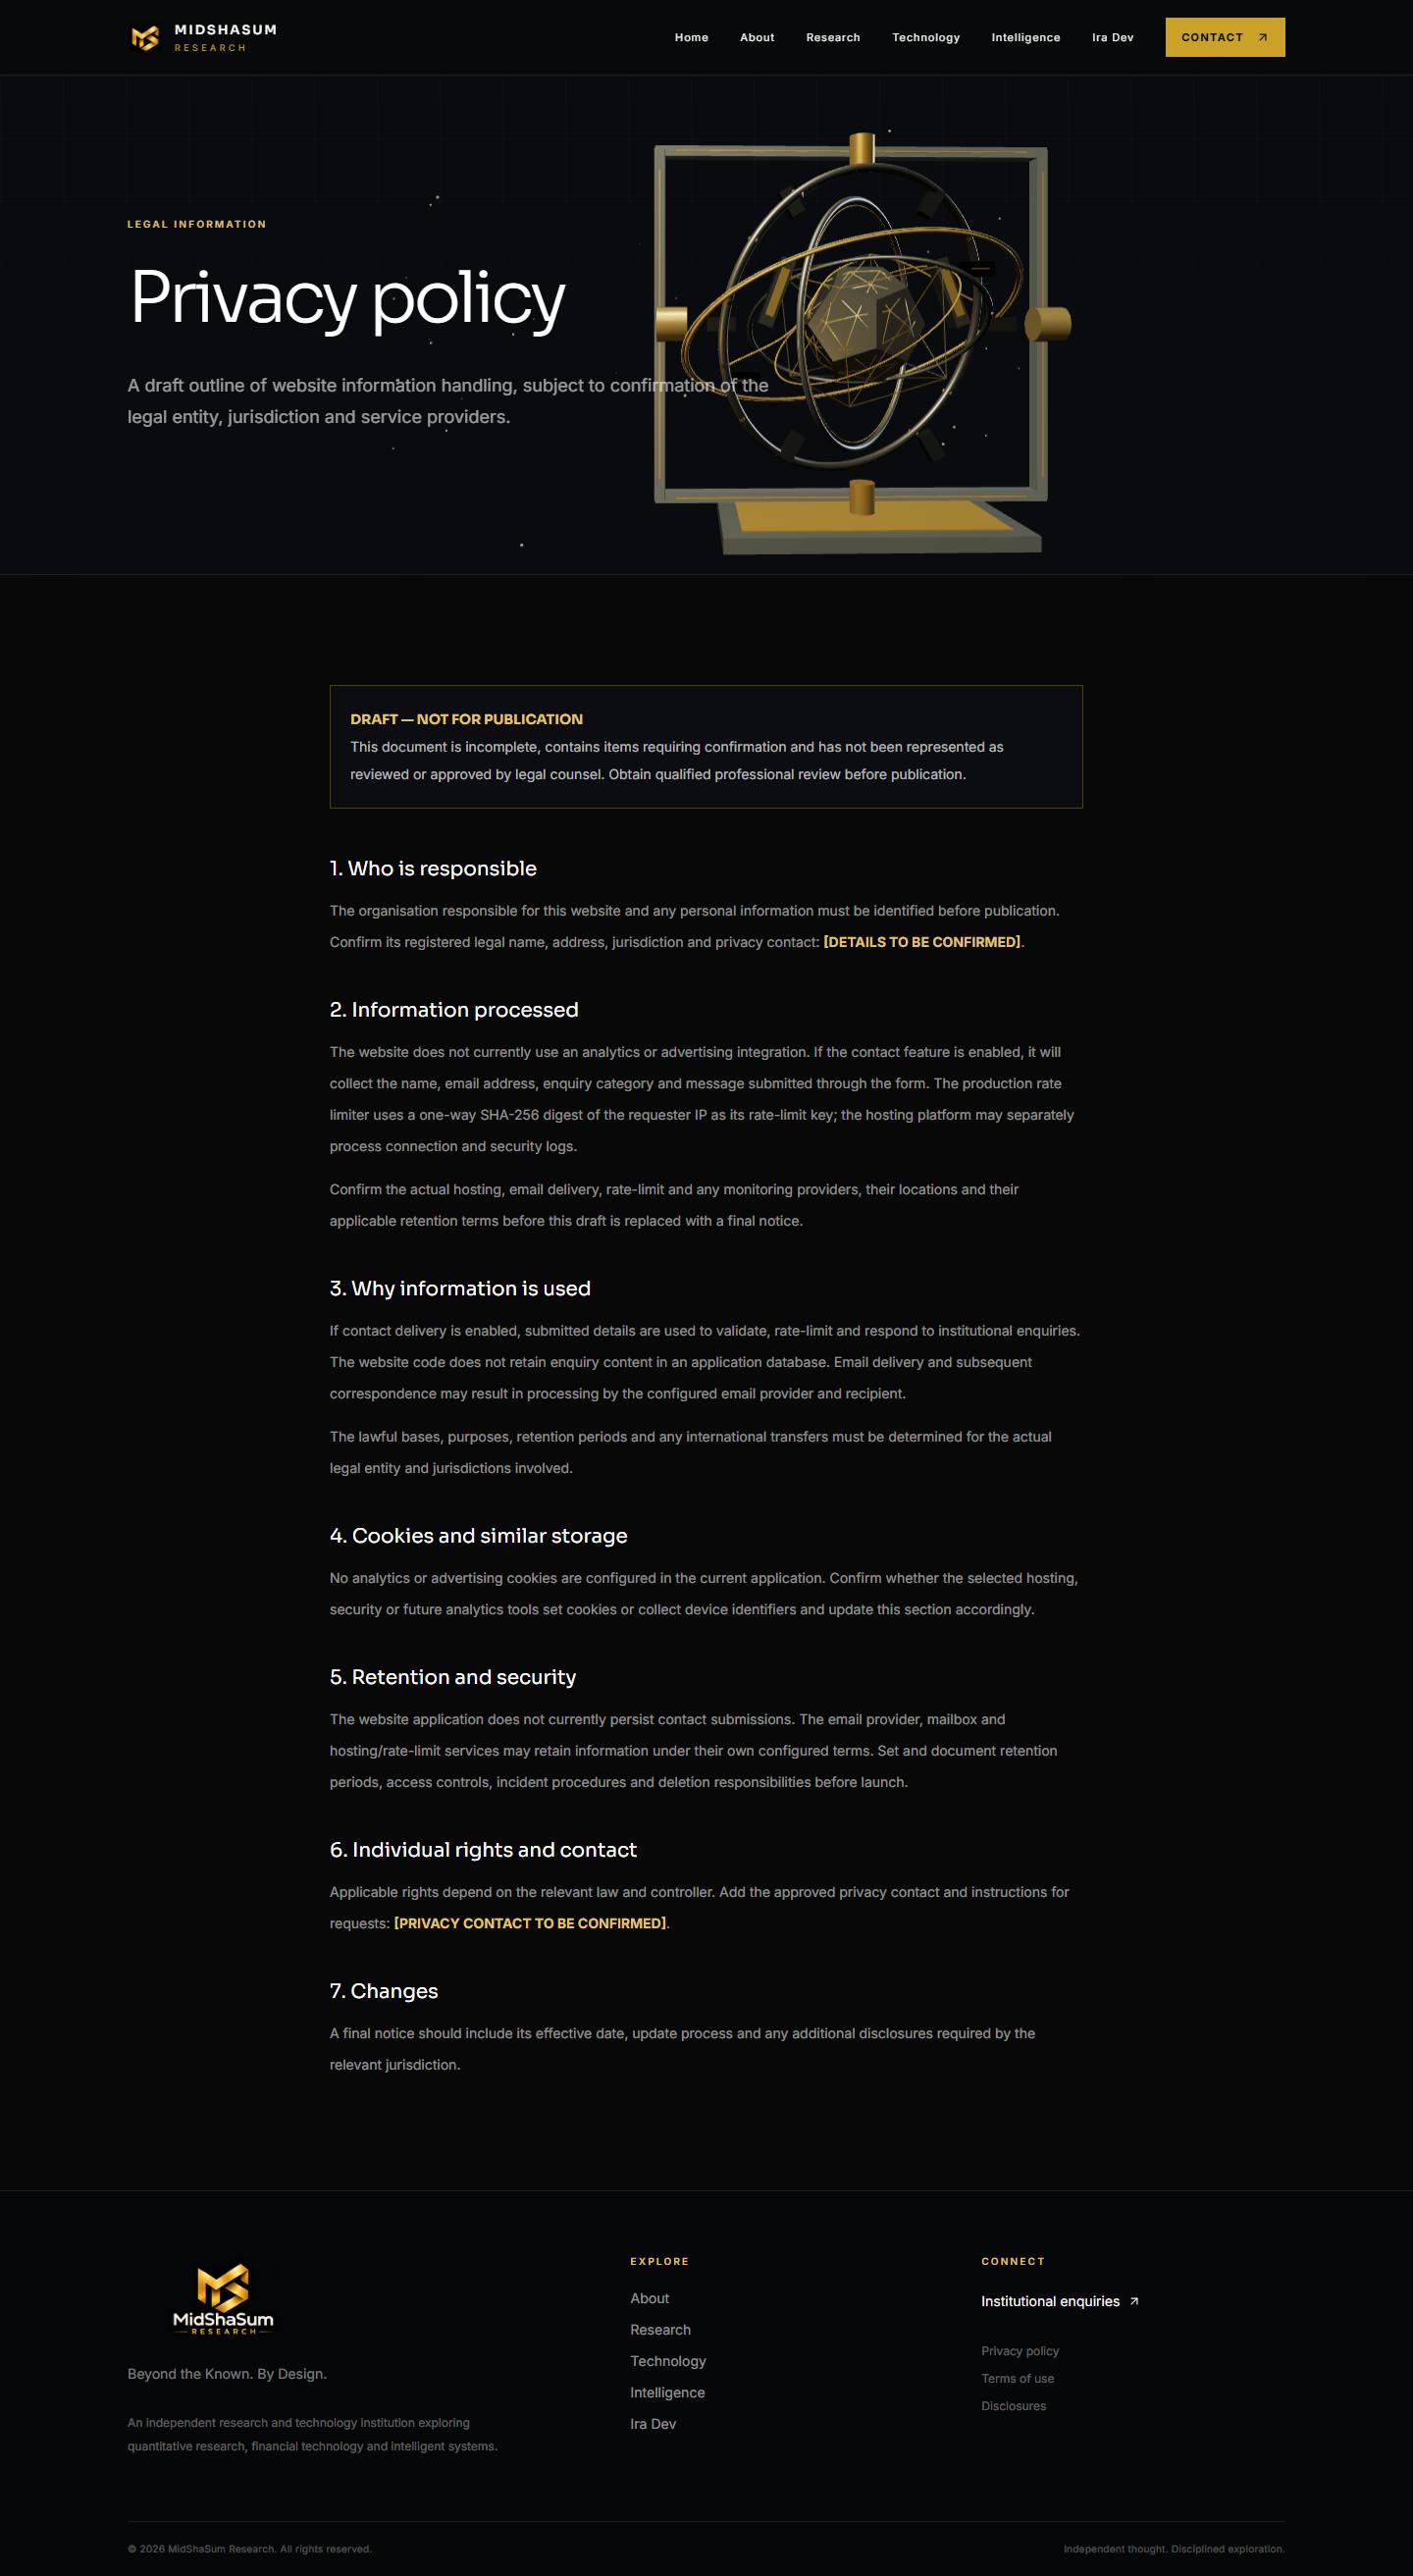 MIDSHASUM
RESEARCH
Home About Research Technology Intelligence Ira Dev CONTACT
LEGAL INFORMATION
Privacy policy
A draft outline of website information handling, subject to confirmation of the
legal entity, jurisdiction and service providers.
DRAFT — NOT FOR PUBLICATION
This document is incomplete, contains items requiring confirmation and has not been represented as
reviewed or approved by legal counsel. Obtain qualified professional review before publication.
1. Who is responsible
The organisation responsible for this website and any personal information must be identified before publication.
Confirm its registered legal name, address, jurisdiction and privacy contact: [DETAILS TO BE CONFIRMED].
2. Information processed
The website does not currently use an analytics or advertising integration. If the contact feature is enabled, it will
collect the name, email address, enquiry category and message submitted through the form. The production rate
limiter uses a one-way SHA-256 digest of the requester IP as its rate-limit key; the hosting platform may separately
process connection and security logs.
Confirm the actual hosting, email delivery, rate-limit and any monitoring providers, their locations and their
applicable retention terms before this draft is replaced with a final notice.
3. Why information is used
If contact delivery is enabled, submitted details are used to validate, rate-limit and respond to institutional enquiries.
The website code does not retain enquiry content in an application database. Email delivery and subsequent
correspondence may result in processing by the configured email provider and recipient.
The lawful bases, purposes, retention periods and any international transfers must be determined for the actual
legal entity and jurisdictions involved.
4. Cookies and similar storage
No analytics or advertising cookies are configured in the current application. Confirm whether the selected hosting,
security or future analytics tools set cookies or collect device identifiers and update this section accordingly.
5. Retention and security
The website application does not currently persist contact submissions. The email provider, mailbox and
hosting/rate-limit services may retain information under their own configured terms. Set and document retention
periods, access controls, incident procedures and deletion responsibilities before launch.
6. Individual rights and contact
Applicable rights depend on the relevant law and controller. Add the approved privacy contact and instructions for
requests: [PRIVACY CONTACT TO BE CONFIRMED].
7. Changes
A final notice should include its effective date, update process and any additional disclosures required by the
relevant jurisdiction.
MidShaSum
RESEARCH
Beyond the Known. By Design.
An independent research and technology institution exploring
quantitative research, financial technology and intelligent systems.
EXPLORE
About
Research
Technology
Intelligence
Ira Dev
CONNECT
Institutional enquiries
Privacy policy
Terms of use
Disclosures
© 2026 MidShaSum Research. All rights reserved.
Independent thought. Disciplined exploration.